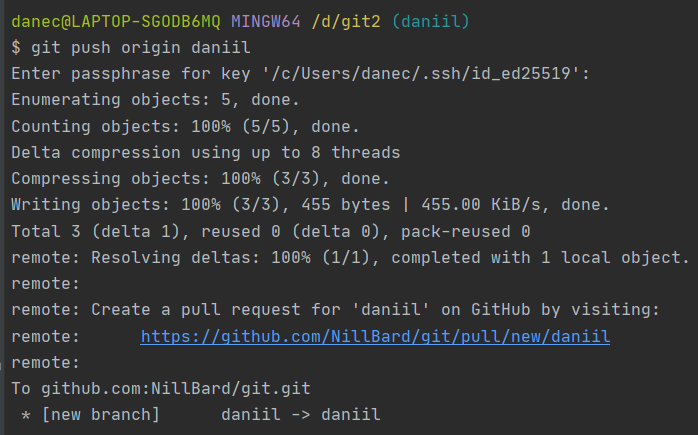 danec@LAPTOP-SGODB6MQ MINGW64 /d/git2 (daniil)
$ git push origin daniil
Enter passphrase for key '/c/Users/danec/.ssh/id_ed25519':
Enumerating objects: 5, done.
Counting objects: 100% (5/5), done.
Delta compression using up to 8 threads
Compressing objects: 100% (3/3), done.
Writing objects: 100% (3/3), 455 bytes | 455.00 KiB/s, done.
Total 3 (delta 1), reused 0 (delta 0), pack-reused 0
remote: Resolving deltas: 100% (1/1), completed with 1 local object.
remote:
remote: Create a pull request for 'daniil' on GitHub by visiting:
remote:      https://github.com/NillBard/git/pull/new/daniil
remote:
To github.com:NillBard/git.git
 * [new branch]      daniil -> daniil